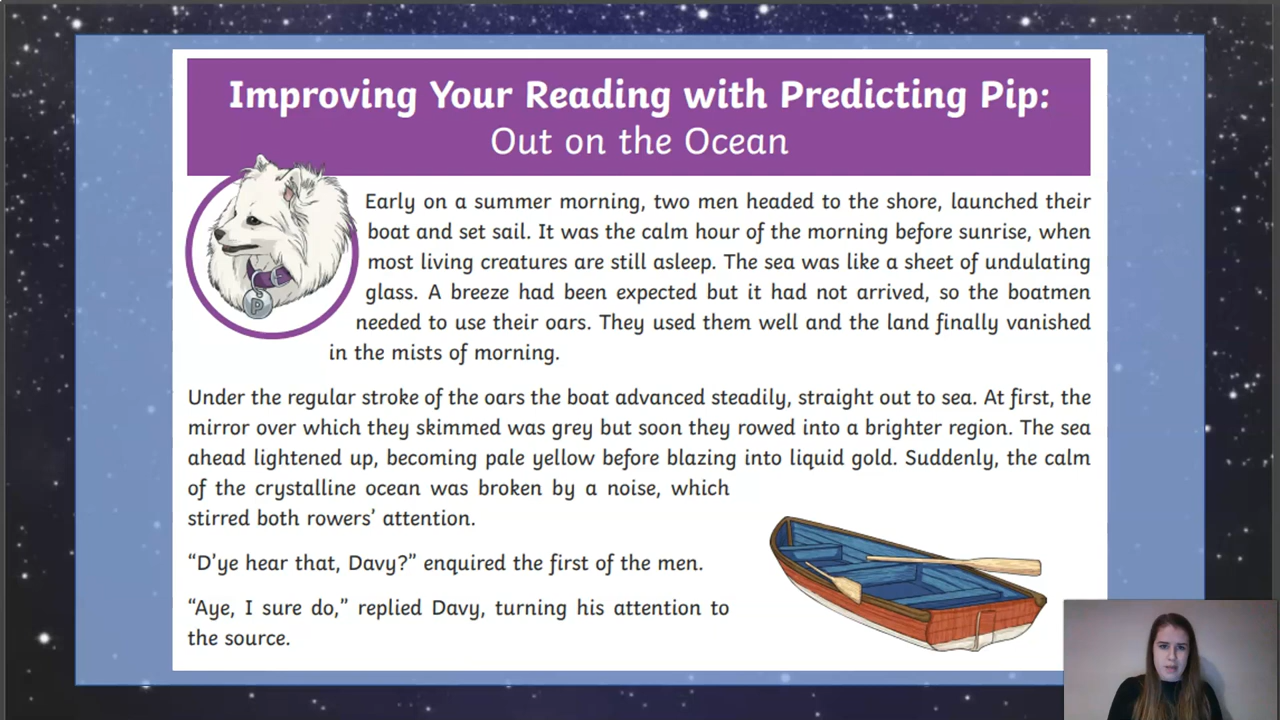 Improving Your Reading with Predicting Pip:
Out on the Ocean
Early on a summer morning, two men headed to the shore, launched their
boat and set sail. It was the calm hour of the morning before sunrise, when
most living creatures are still asleep. The sea was like a sheet of undulating
glass. A breeze had been expected but it had not arrived, so the boatmen
needed to use their oars. They used them well and the land finally vanished
in the mists of morning.
P
Under the regular stroke of the oars the boat advanced steadily, straight out to sea. At first, the
mirror over which they skimmed was grey but soon they rowed into a brighter region. The sea
ahead lightened up, becoming pale yellow before blazing into liquid gold. Suddenly, the calm
of the crystalline ocean was broken by a noise, which
stirred both rowers’ attention.
“D’ye hear that, Davy?” enquired the first of the men.
“Aye, I sure do,” replied Davy, turning his attention to
the source.